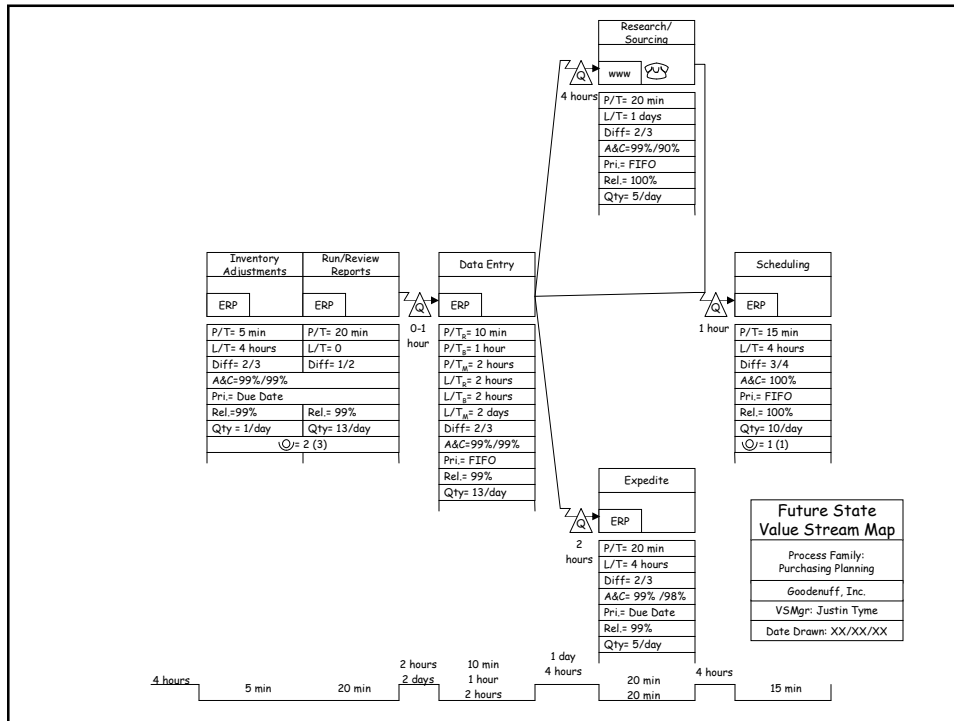 Research/
Sourcing
Q
www
4 hours
P/T= 20 min
L/T= 1 days
Diff= 2/3
A&C=99%/90%
Pri.= FIFO
Rel.= 100%
Qty= 5/day
Inventory
Adjustments
ERP
P/T= 5 min
L/T= 4 hours
Diff= 2/3
A&C=99%/99%
Pri.= Due Date
Rel.=99%
Qty = 1/day
= 2 (3)
Run/Review
Reports
ERP
P/T= 20 min
L/T= 0
Diff= 1/2
Rel.= 99%
Qty= 13/day
Q
0-1
hour
Data Entry
ERP
P/TR= 10 min
P/TB= 1 hour
P/TM= 2 hours
L/TR= 2 hours
L/TB= 2 hours
L/TM= 2 days
Diff= 2/3
A&C=99%/99%
Pri.= FIFO
Rel.= 99%
Qty= 13/day
Q
1 hour
Scheduling
ERP
P/T= 15 min
L/T= 4 hours
Diff= 3/4
A&C= 100%
Pri.= FIFO
Rel.= 100%
Qty= 10/day
= 1 (1)
Q
2
hours
Expedite
ERP
P/T= 20 min
L/T= 4 hours
Diff= 2/3
A&C= 99% /98%
Pri.= Due Date
Rel.= 99%
Qty= 5/day
Future State
Value Stream Map
Process Family:
Purchasing Planning
Goodenuff, Inc.
VSMgr: Justin Tyme
Date Drawn: XX/XX/XX
4 hours
5 min
20 min
2 hours
2 days
10 min
1 hour
2 hours
1 day
4 hours
20 min
20 min
4 hours
15 min